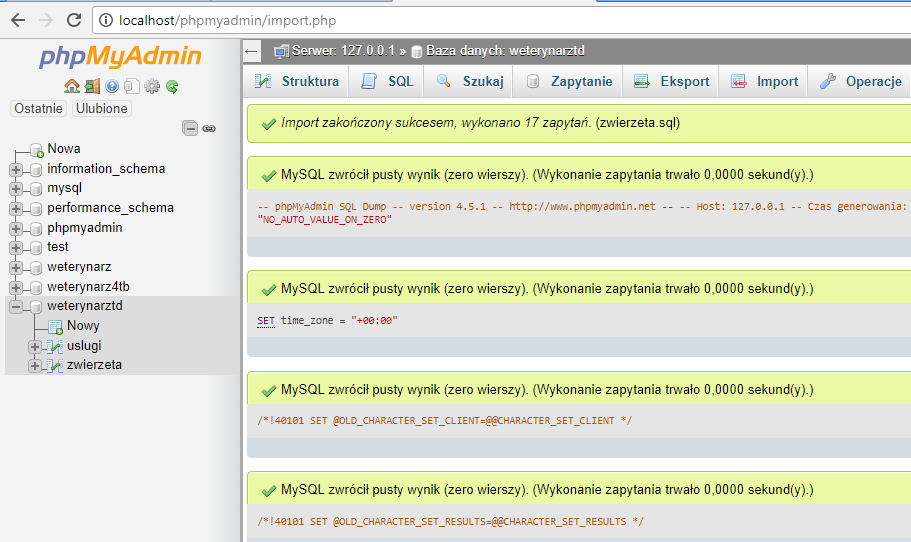 localhost/phpmyadmin/import.php
phpMyAdmin
Ostatnie Ulubione
Nowa
information_schema
mysql
performance_schema
phpmyadmin
test
weterynarz
weterynarz4tb
weterynarztd
Nowy
uslugi
zwierzeta
Serwer: 127.0.0.1 » Baza danych: weterynarztd
Struktura SQL Szukaj Zapytanie Eksport Import Operacje
Import zakończony sukcesem, wykonano 17 zapytań. (zwierzeta.sql)
MySQL zwrócił pusty wynik (zero wierszy). (Wykonanie zapytania trwało 0,0000 sekund(y).)
-- phpMyAdmin SQL Dump -- version 4.5.1 -- http://www.phpmyadmin.net -- -- Host: 127.0.0.1 -- Czas generowania:
"NO_AUTO_VALUE_ON_ZERO"
MySQL zwrócił pusty wynik (zero wierszy). (Wykonanie zapytania trwało 0,0000 sekund(y).)
SET time_zone = "+00:00"
MySQL zwrócił pusty wynik (zero wierszy). (Wykonanie zapytania trwało 0,0000 sekund(y).)
/*!40101 SET @OLD_CHARACTER_SET_CLIENT=@@CHARACTER_SET_CLIENT */
MySQL zwrócił pusty wynik (zero wierszy). (Wykonanie zapytania trwało 0,0000 sekund(y).)
/*!40101 SET @OLD_CHARACTER_SET_RESULTS=@@CHARACTER_SET_RESULTS */